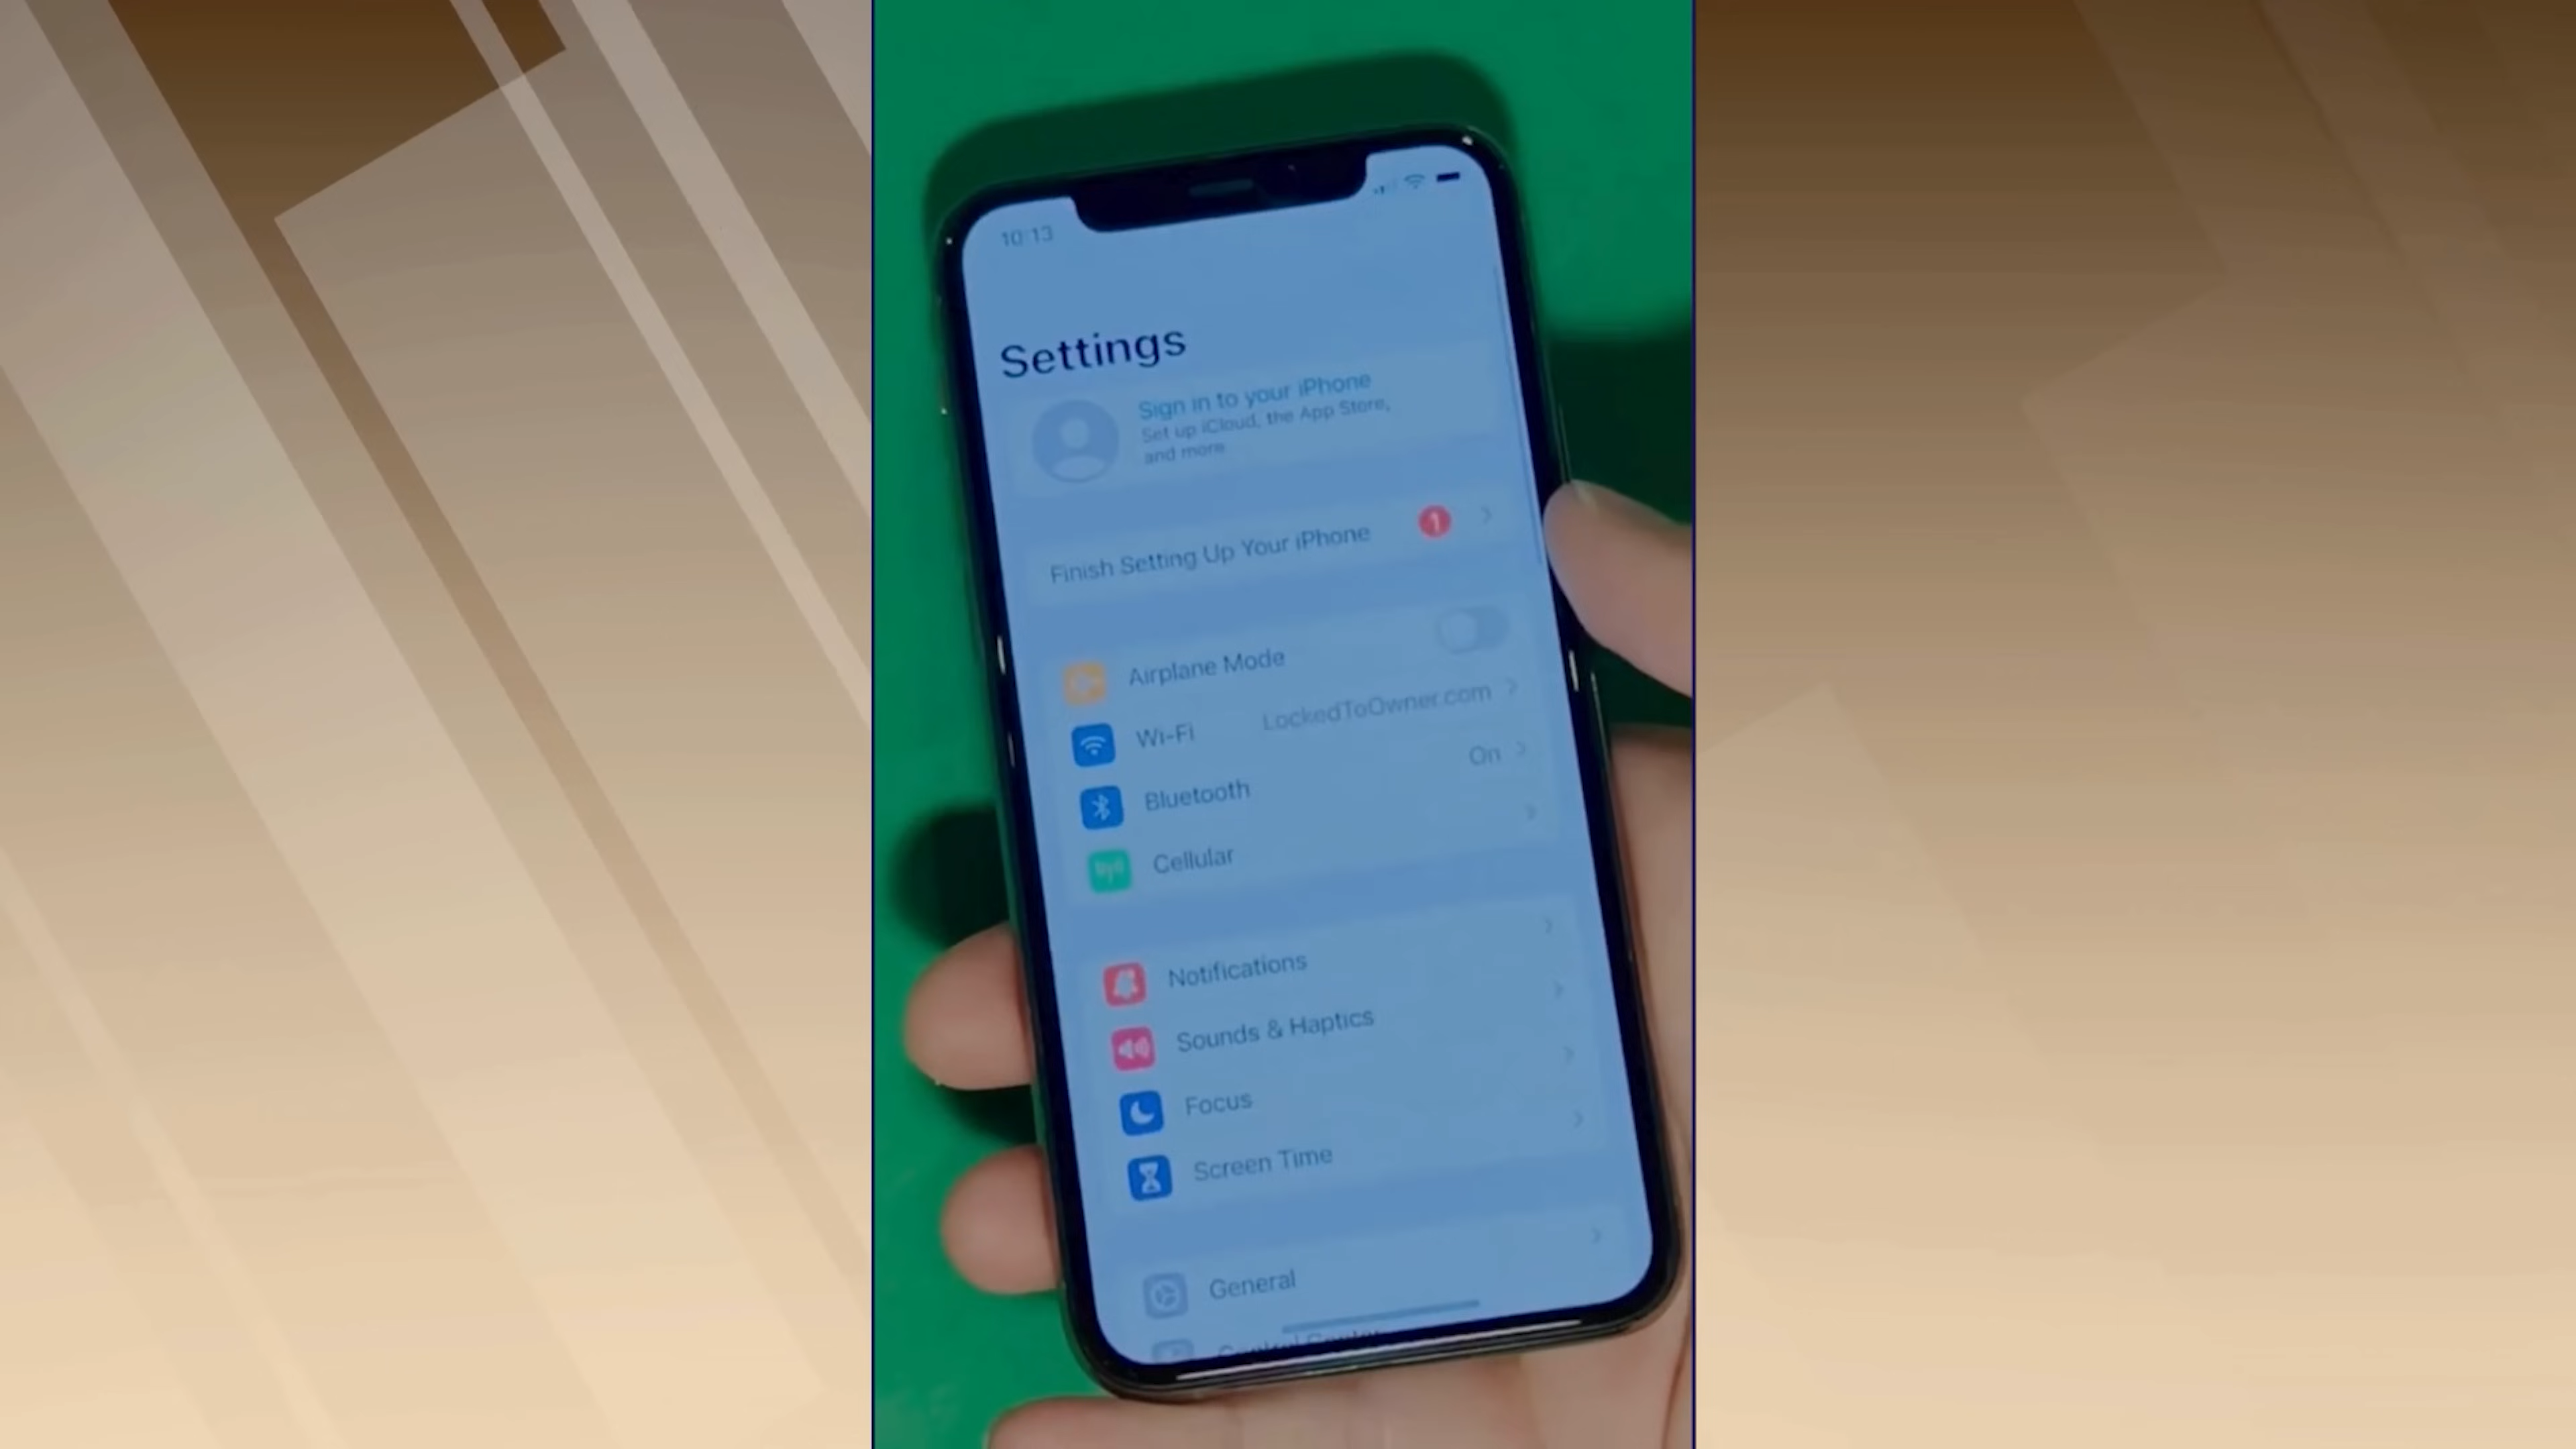 10:13
Settings
Sign in to your iPhone
Set up iCloud, the App Store,
and more
Finish Setting Up Your iPhone 1
Airplane Mode
Wi-Fi LockedToOwner.com
Bluetooth On
Cellular
Notifications
Sounds & Haptics
Focus
Screen Time
General
Control Center